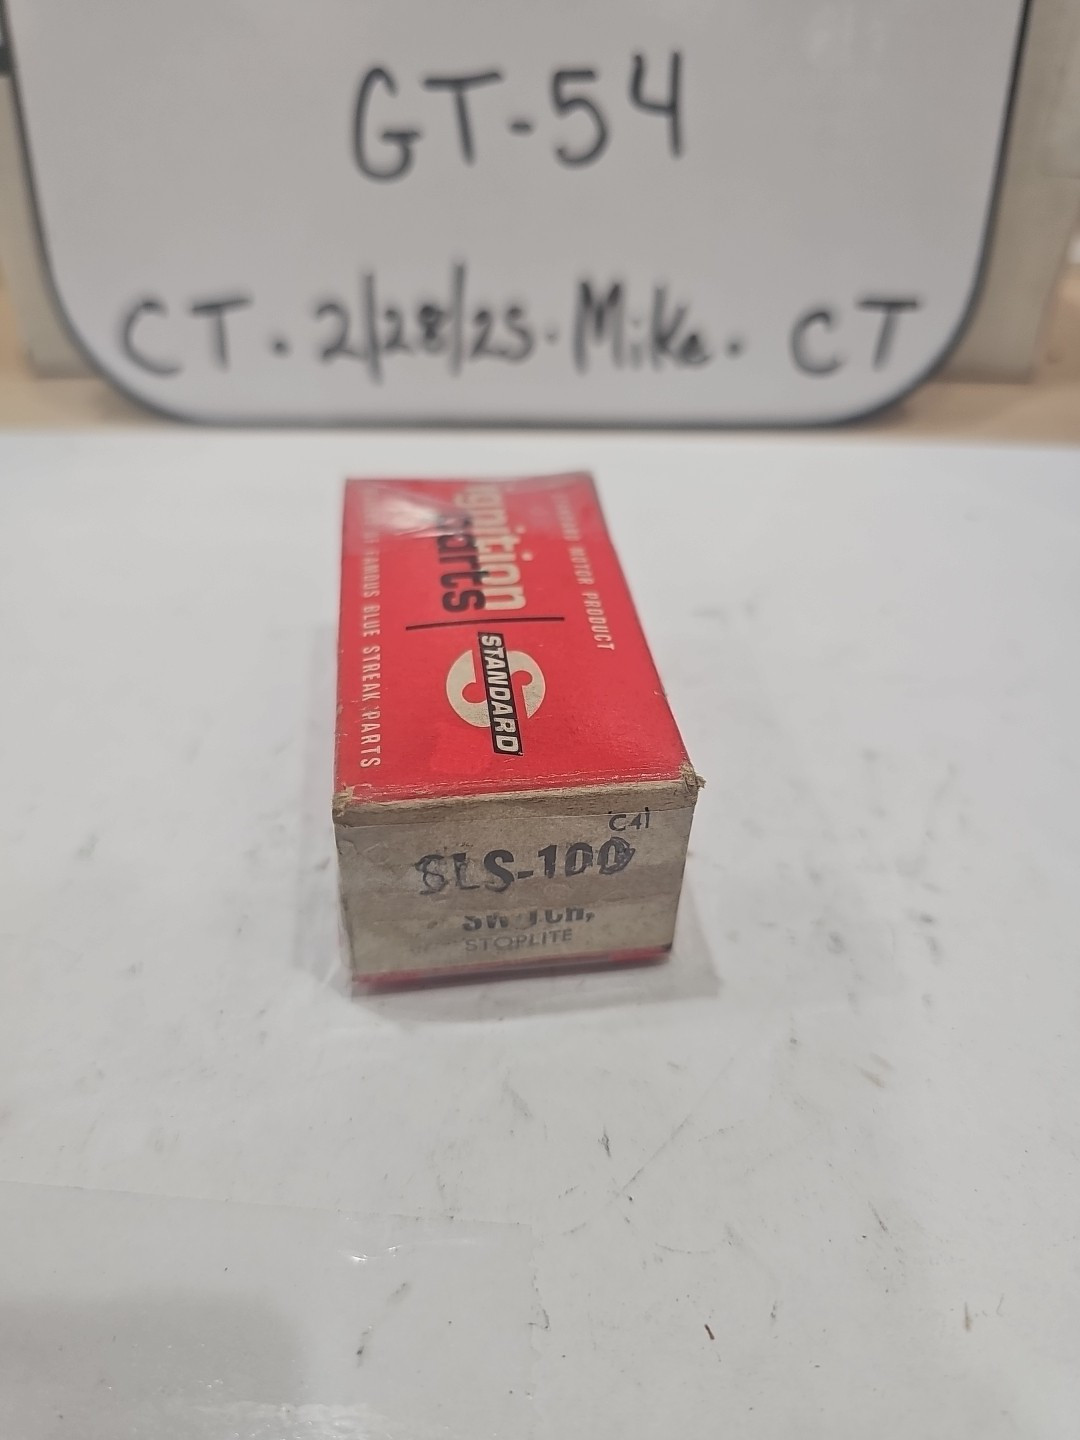 GT-54
CT. 2/28/25. Mike. CT
STANDARD MOTOR PRODUCT
ignition
parts
STANDARD
FAMOUS BLUE STREAK PARTS
C41
SLS-100
SWITCH,
STOPLITE